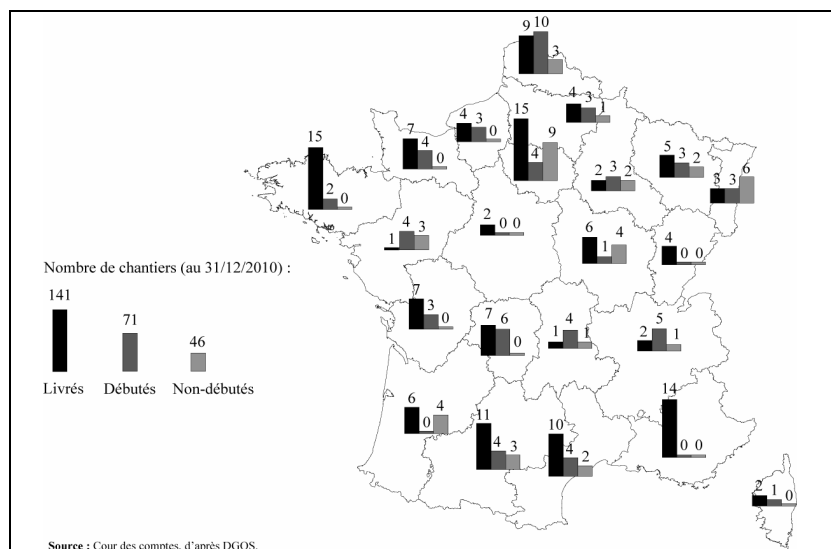 9 10 3
4 3 1
15 4 9
4 3 0
7 4 0
15 2 0
5 3 2
2 3 2
3 3 6
1 4 3
2 0 0
6 1 4
4 0 0
Nombre de chantiers (au 31/12/2010) :
141 71 46
Livrés Débutés Non-débutés
7 3 0
7 6 0
1 4 1
2 5 1
6 0 4
11 4 3
10 4 2
14 0 0
2 1 0
Source : Cour des comptes, d'après DGOS.